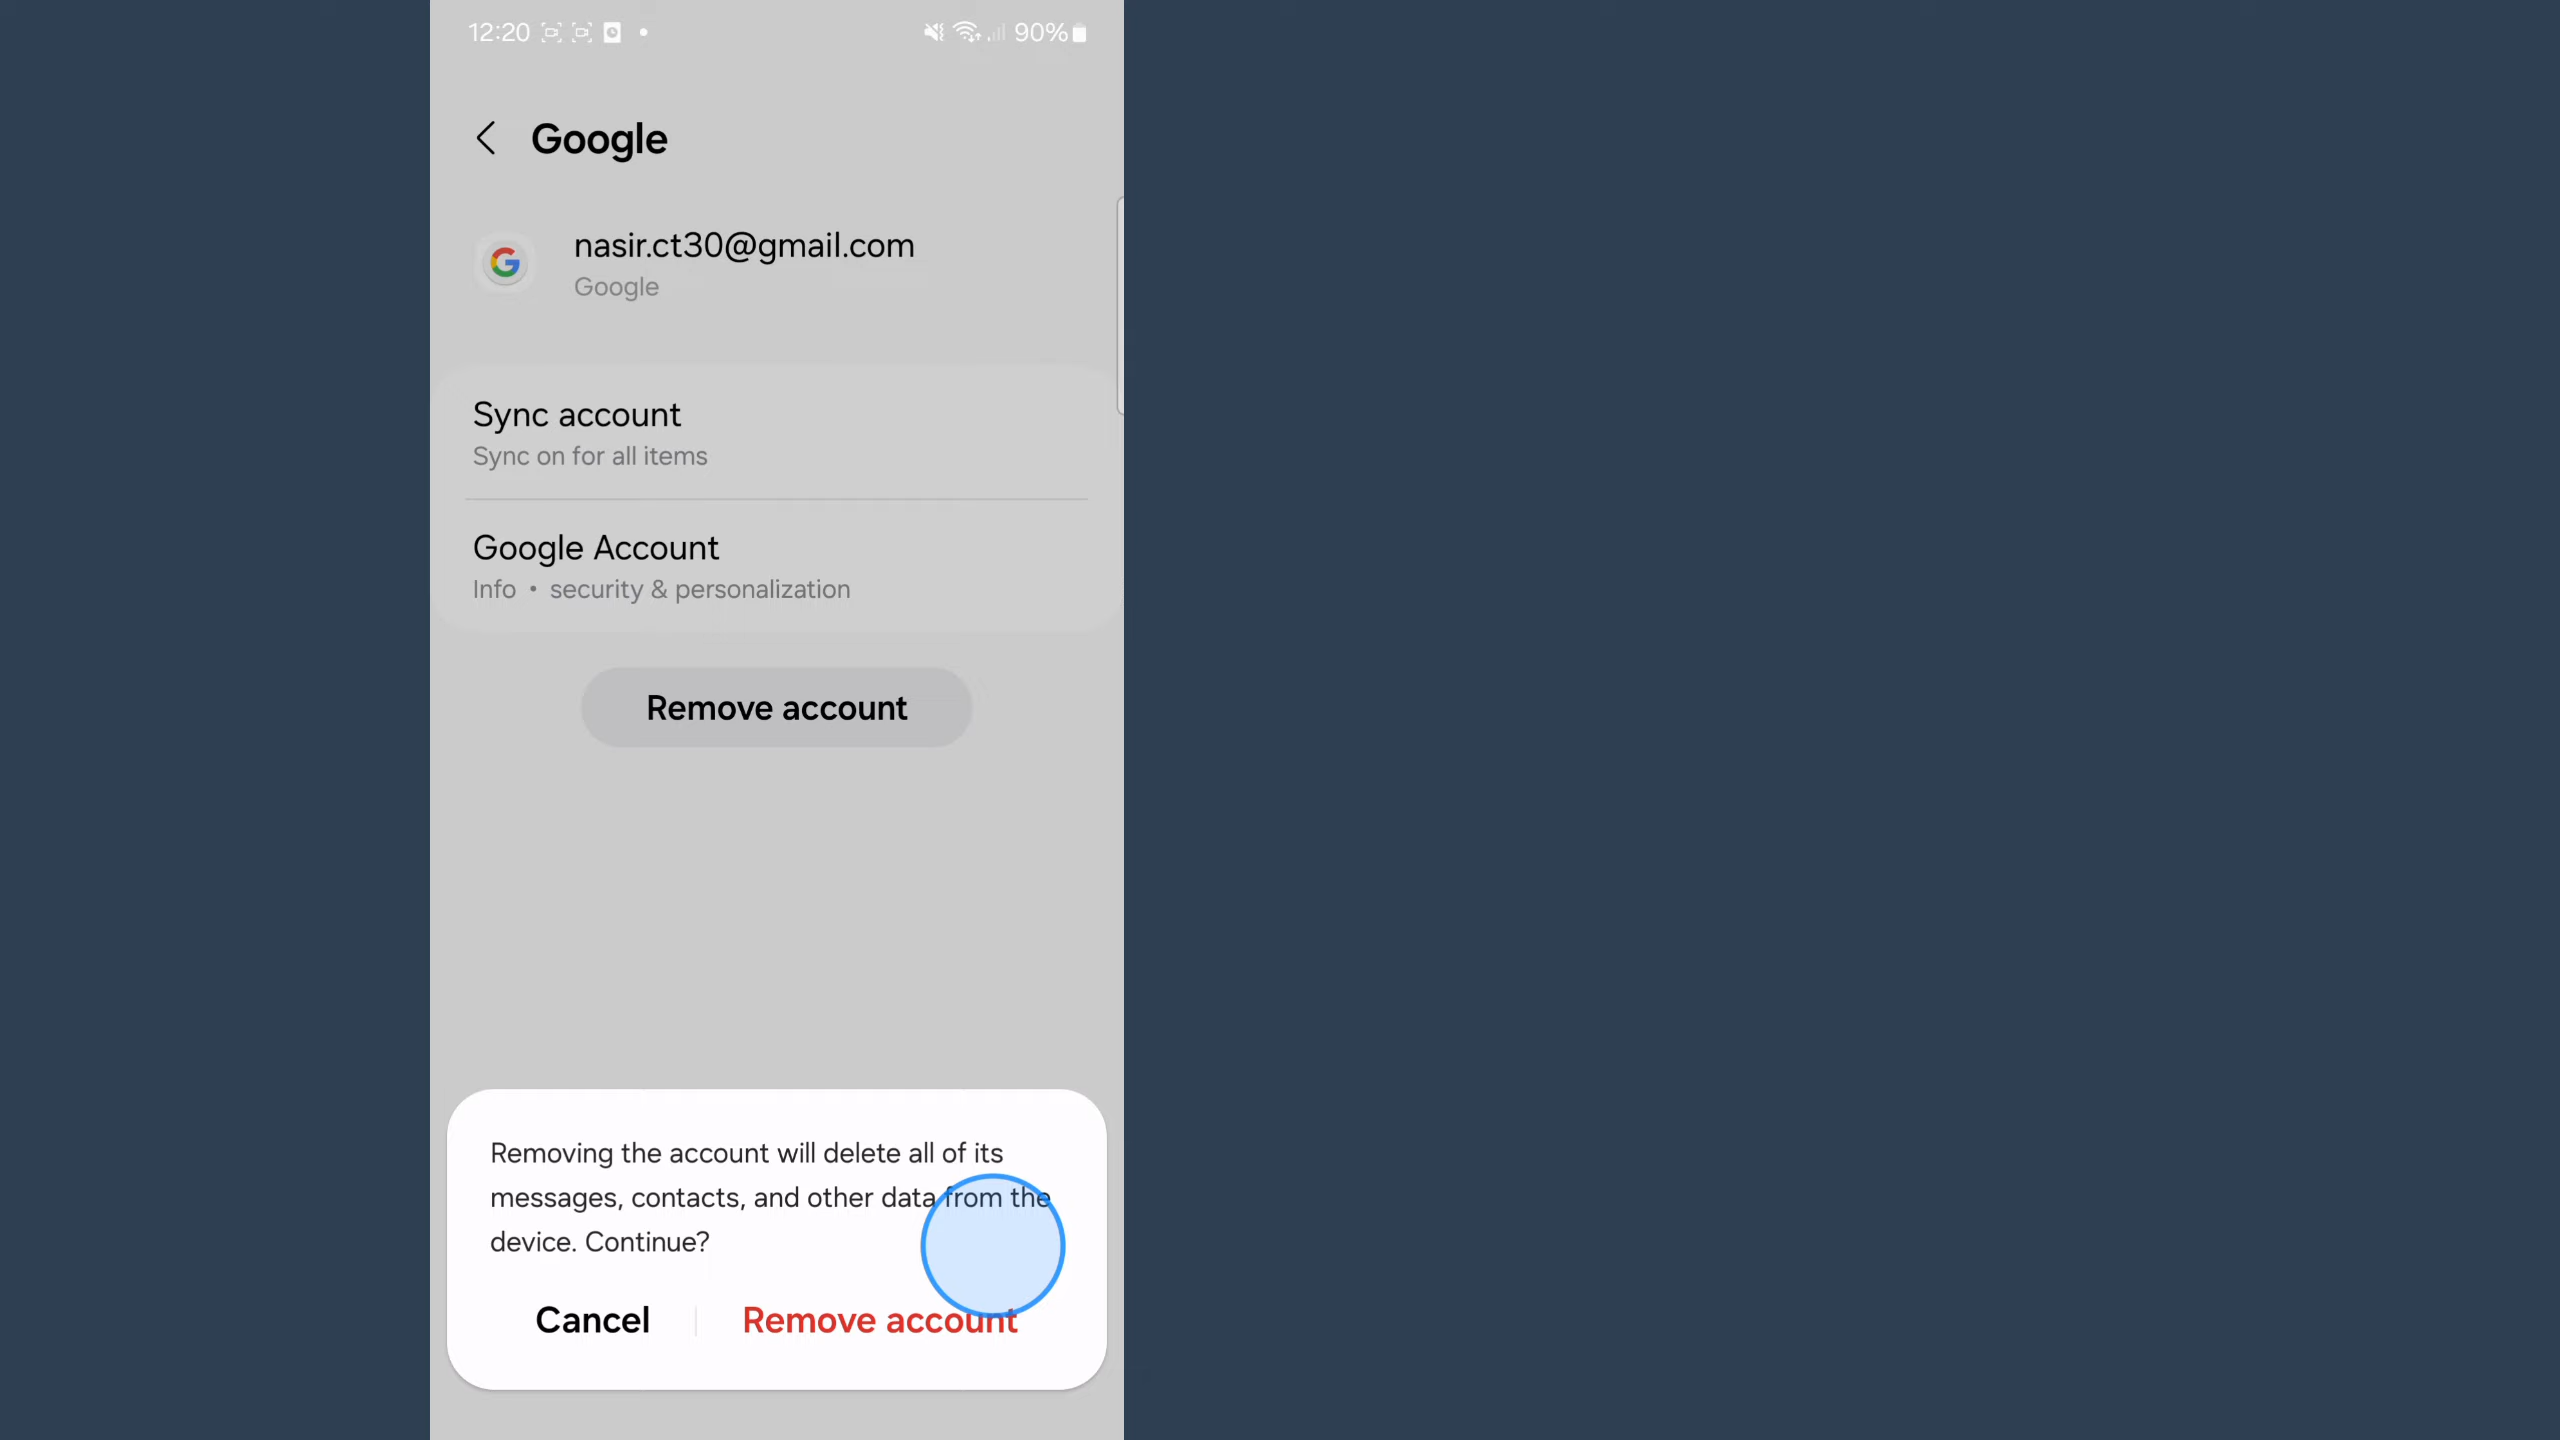 12:20
90%
Google
nasir.ct30@gmail.com
Google
Sync account
Sync on for all items
Google Account
Info • security & personalization
Remove account
Removing the account will delete all of its
messages, contacts, and other data from the
device. Continue?
Cancel
Remove account